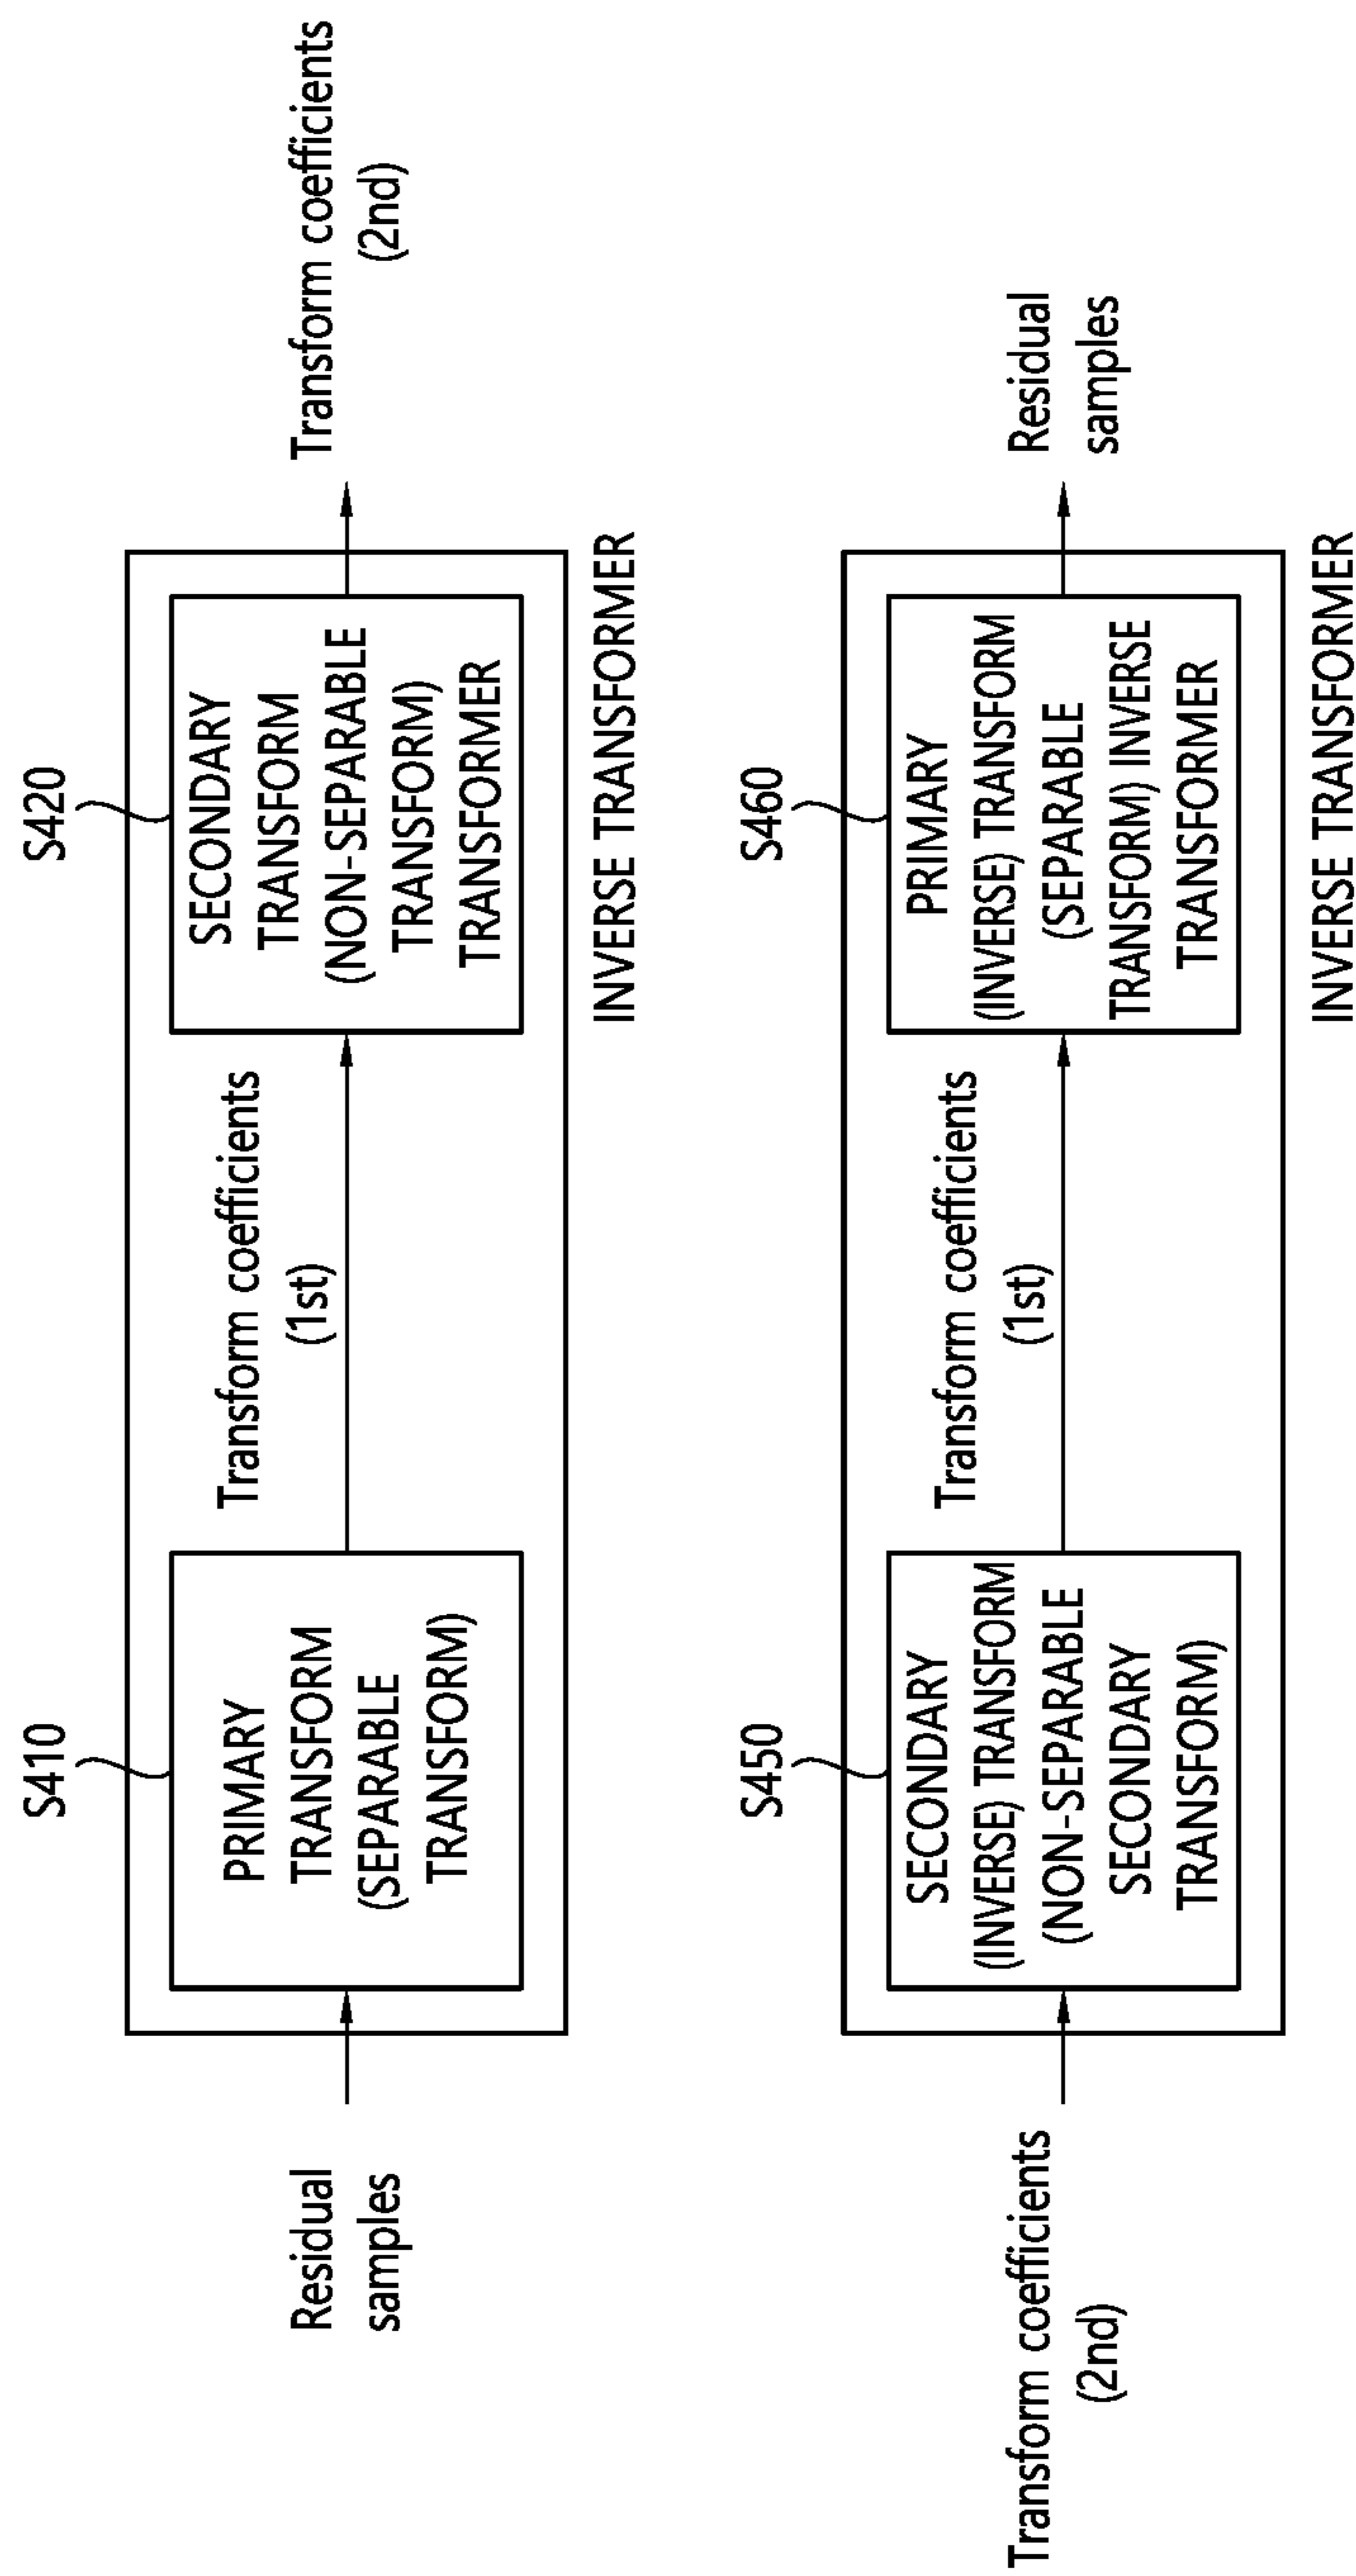 S410
S420
Residual
samples
PRIMARY
TRANSFORM
(SEPARABLE
TRANSFORM)
Transform coefficients
(1st)
SECONDARY
TRANSFORM
(NON-SEPARABLE
TRANSFORM)
TRANSFORMER
Transform coefficients
(2nd)
INVERSE TRANSFORMER
S450
S460
Transform coefficients
(2nd)
SECONDARY
(INVERSE) TRANSFORM
(NON-SEPARABLE
SECONDARY
TRANSFORM)
Transform coefficients
(1st)
PRIMARY
(INVERSE) TRANSFORM
(SEPARABLE
TRANSFORM) INVERSE
TRANSFORMER
Residual
samples
INVERSE TRANSFORMER